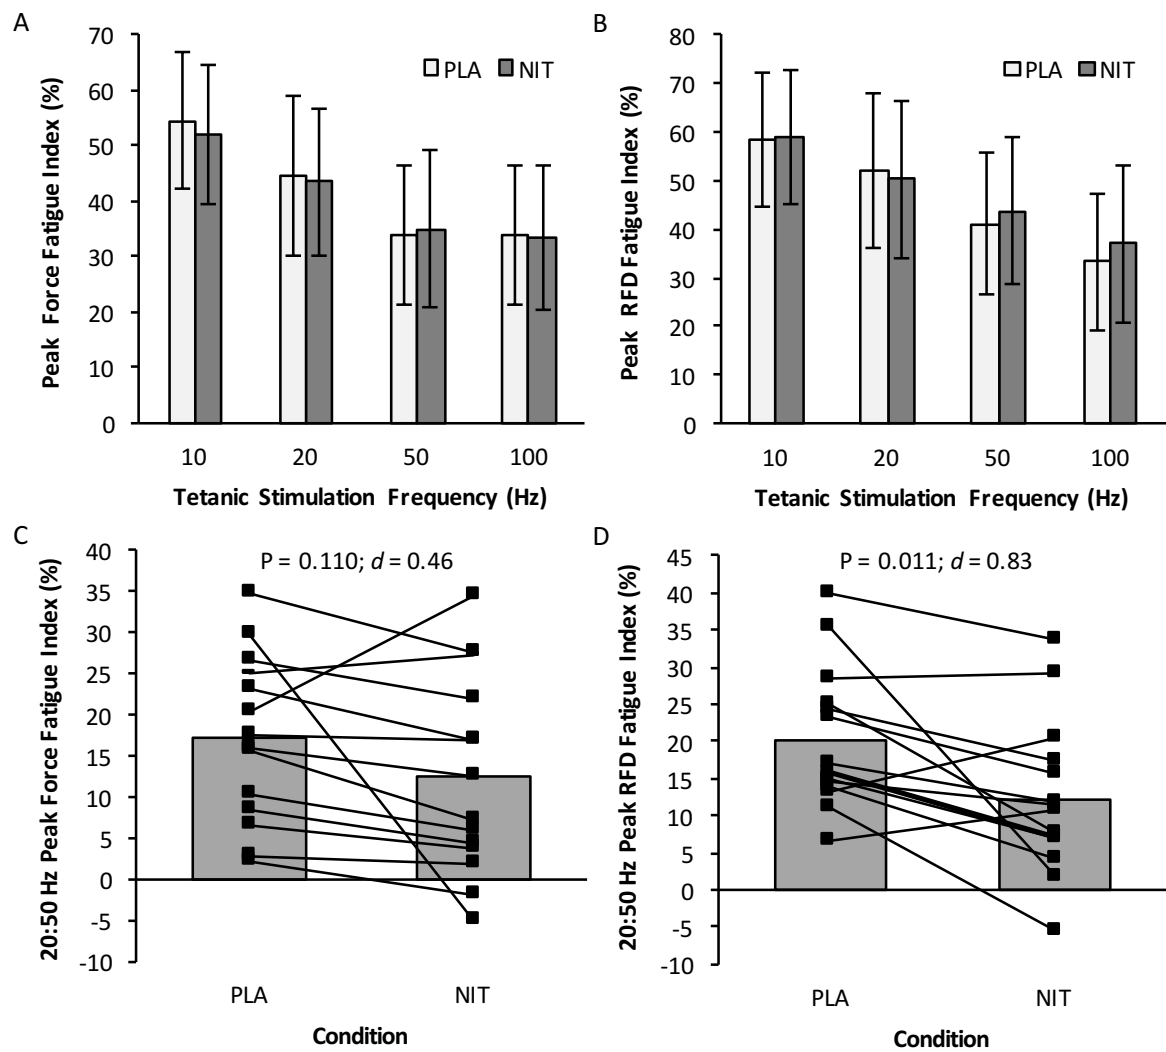 A
70
60
50
40
30
20
10
0
Peak Force Fatigue Index (%)
PLA NIT
10 20 50 100
Tetanic Stimulation Frequency (Hz)
B
80
70
60
50
40
30
20
10
0
Peak RFD Fatigue Index (%)
PLA NIT
10 20 50 100
Tetanic Stimulation Frequency (Hz)
C
P = 0.110; d = 0.46
40
35
30
25
20
15
10
5
0
-5
-10
20:50 Hz Peak Force Fatigue Index (%)
PLA NIT
Condition
D
P = 0.011; d = 0.83
45
40
35
30
25
20
15
10
5
0
-5
-10
20:50 Hz Peak RFD Fatigue Index (%)
PLA NIT
Condition